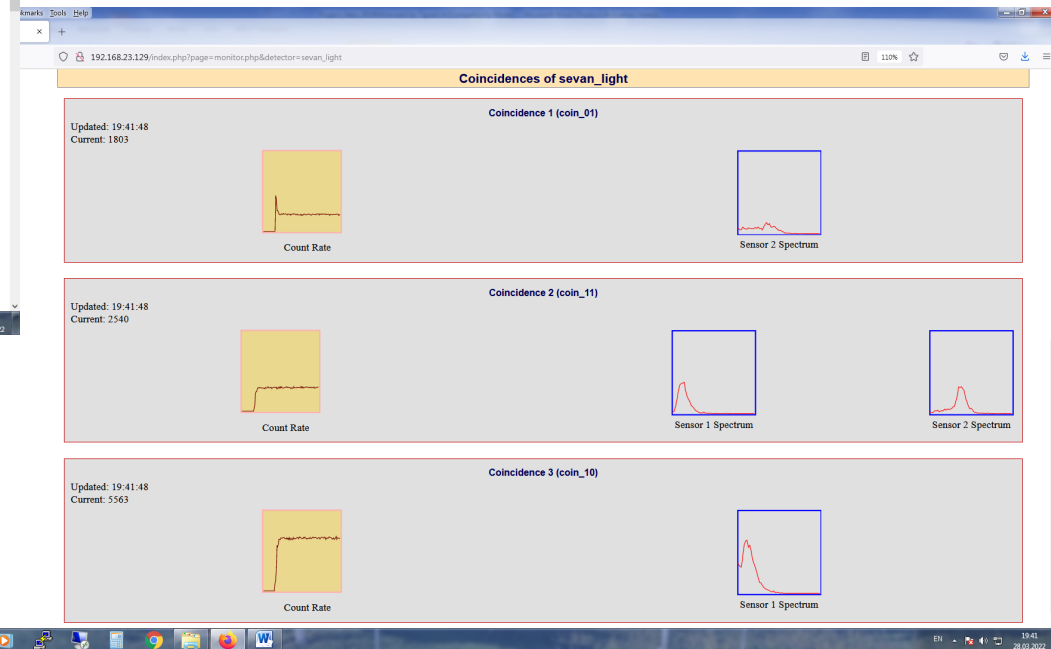 kmarks Tools Help
× +
192.168.23.129/index.php?page=monitor.php&detector=sevan_light 110%
Coincidences of sevan_light
Coincidence 1 (coin_01)
Updated: 19:41:48
Current: 1803
Count Rate Sensor 2 Spectrum
Coincidence 2 (coin_11)
Updated: 19:41:48
Current: 2540
Count Rate Sensor 1 Spectrum Sensor 2 Spectrum
Coincidence 3 (coin_10)
Updated: 19:41:48
Current: 5563
Count Rate Sensor 1 Spectrum
EN 19:41
28.03.2022